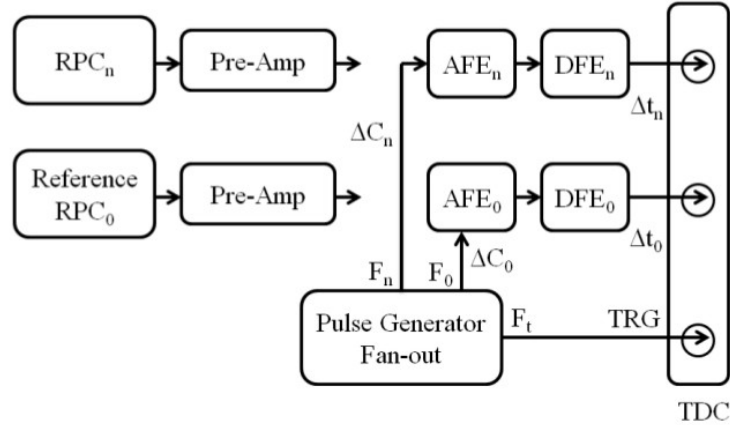 RPCn
Pre-Amp
AFEn
DFEn
Δtn
ΔCn
Reference
RPC0
Pre-Amp
AFE0
DFE0
Δt0
ΔC0
Fn
F0
Pulse Generator
Fan-out
Ft
TRG
TDC